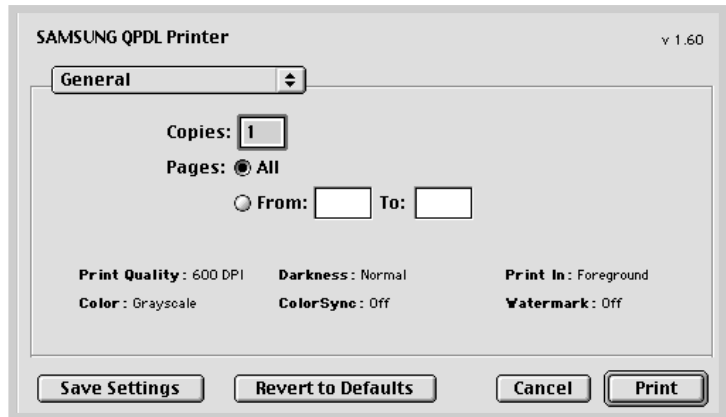 SAMSUNG QPDL Printer v 1.60
General
Copies: 1
Pages: All
From: To:
Print Quality : 600 DPI Darkness : Normal Print In : Foreground
Color : Grayscale ColorSync : Off Watermark : Off
Save Settings Revert to Defaults Cancel Print